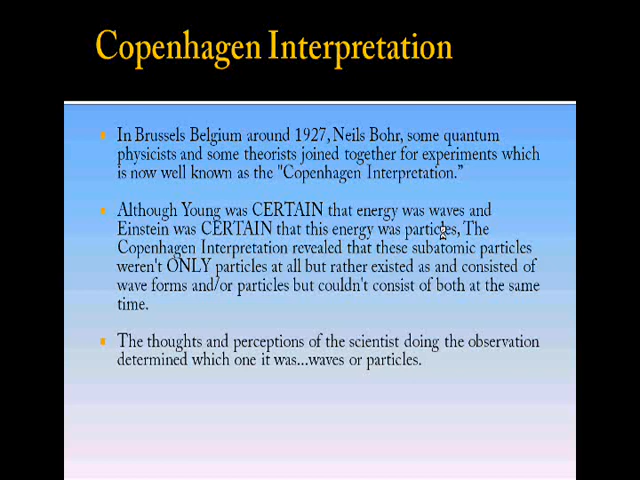 Copenhagen Interpretation
In Brussels Belgium around 1927, Neils Bohr, some quantum
physicists and some theorists joined together for experiments which
is now well known as the "Copenhagen Interpretation."
Although Young was CERTAIN that energy was waves and
Einstein was CERTAIN that this energy was particles, The
Copenhagen Interpretation revealed that these subatomic particles
weren't ONLY particles at all but rather existed as and consisted of
wave forms and/or particles but couldn't consist of both at the same
time.
The thoughts and perceptions of the scientist doing the observation
determined which one it was...waves or particles.